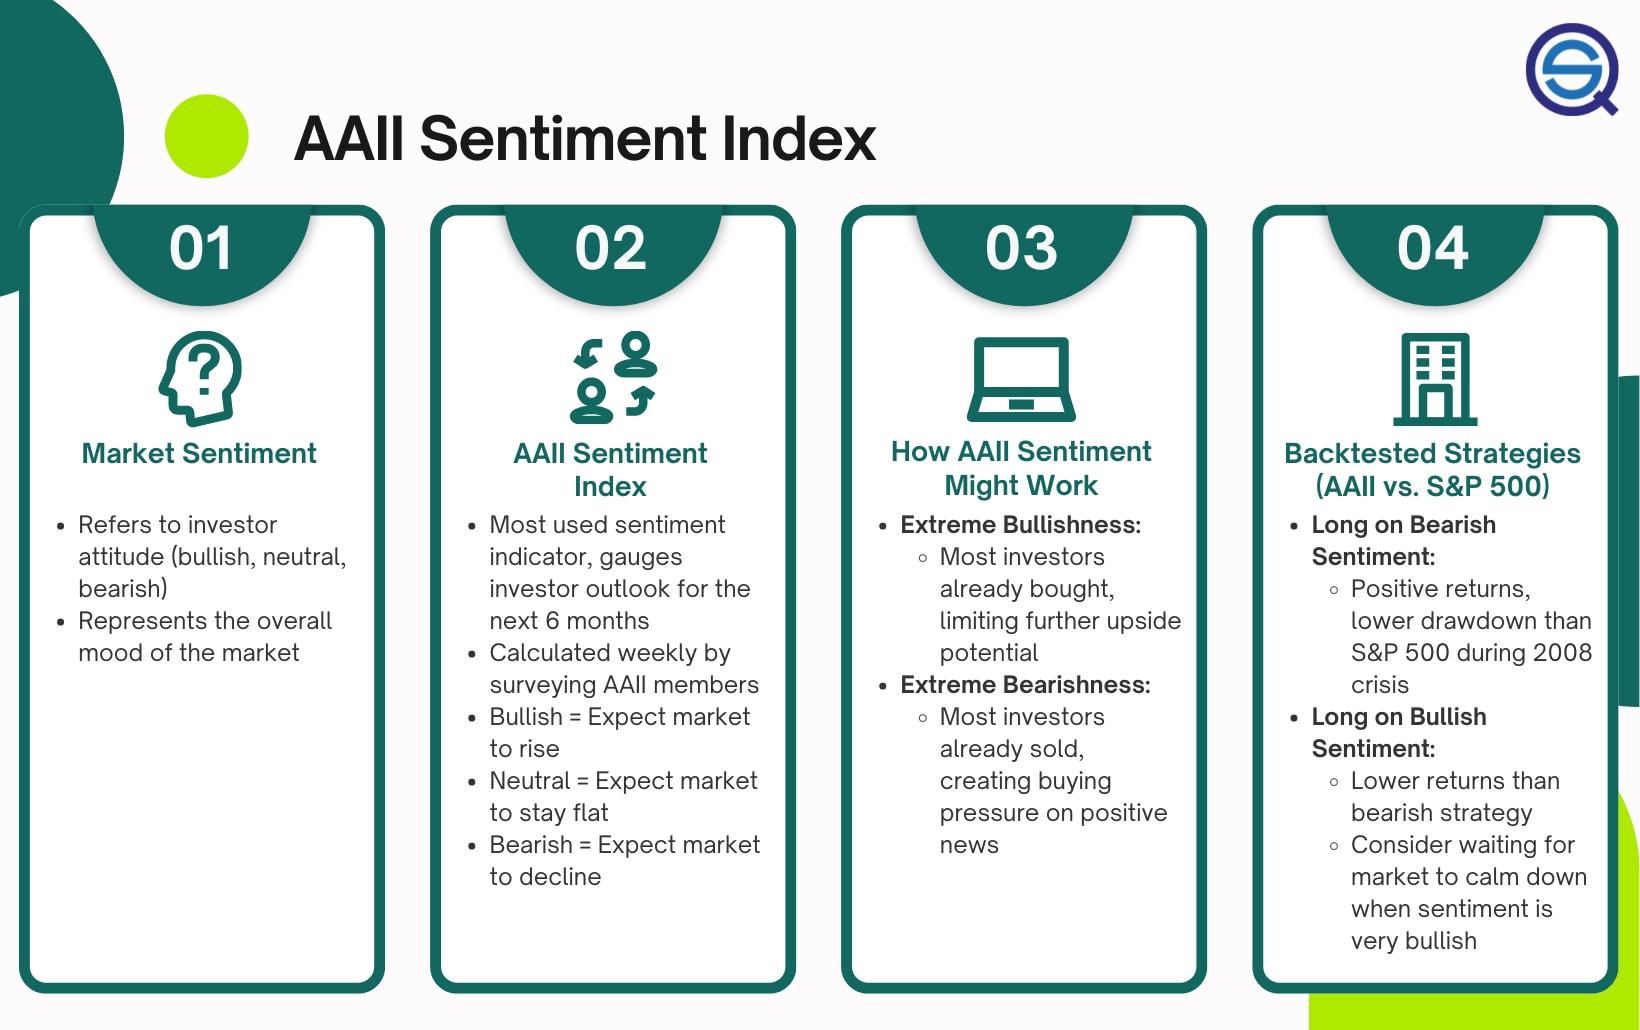 AAII Sentiment Index
01
Market Sentiment
• Refers to investor
attitude (bullish, neutral,
bearish)
• Represents the overall
mood of the market
02
AAII Sentiment
Index
• Most used sentiment
indicator, gauges
investor outlook for the
next 6 months
• Calculated weekly by
surveying AAII members
• Bullish = Expect market
to rise
• Neutral = Expect market
to stay flat
• Bearish = Expect market
to decline
03
How AAII Sentiment
Might Work
• Extreme Bullishness:
◦ Most investors
already bought,
limiting further upside
potential
• Extreme Bearishness:
◦ Most investors
already sold,
creating buying
pressure on positive
news
04
Backtested Strategies
(AAII vs. S&P 500)
• Long on Bearish
Sentiment:
◦ Positive returns,
lower drawdown than
S&P 500 during 2008
crisis
• Long on Bullish
Sentiment:
◦ Lower returns than
bearish strategy
◦ Consider waiting for
market to calm down
when sentiment is
very bullish